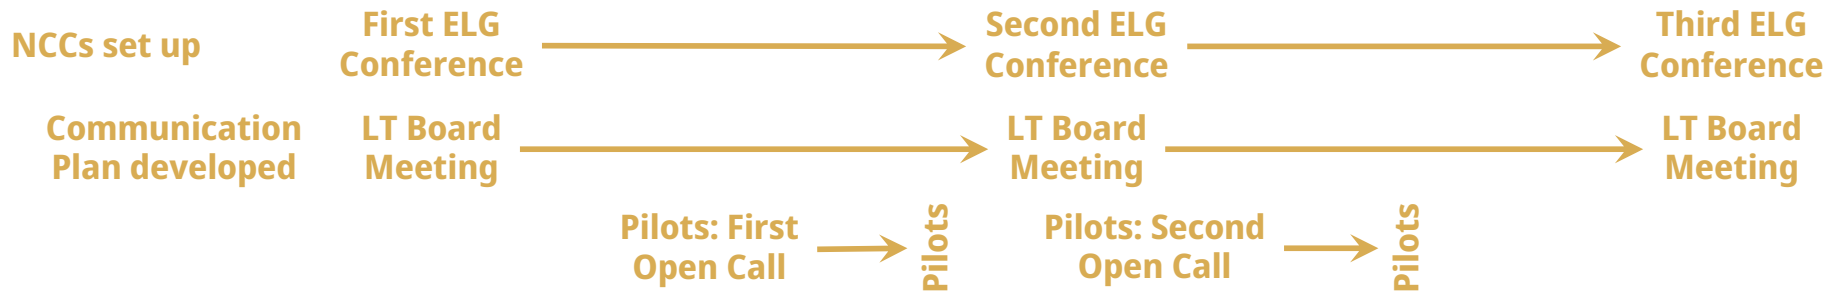 NCCs set up
First ELG
Conference
Second ELG
Conference
Third ELG
Conference
Communication
Plan developed
LT Board
Meeting
LT Board
Meeting
LT Board
Meeting
Pilots: First
Open Call
Pilots
Pilots: Second
Open Call
Pilots